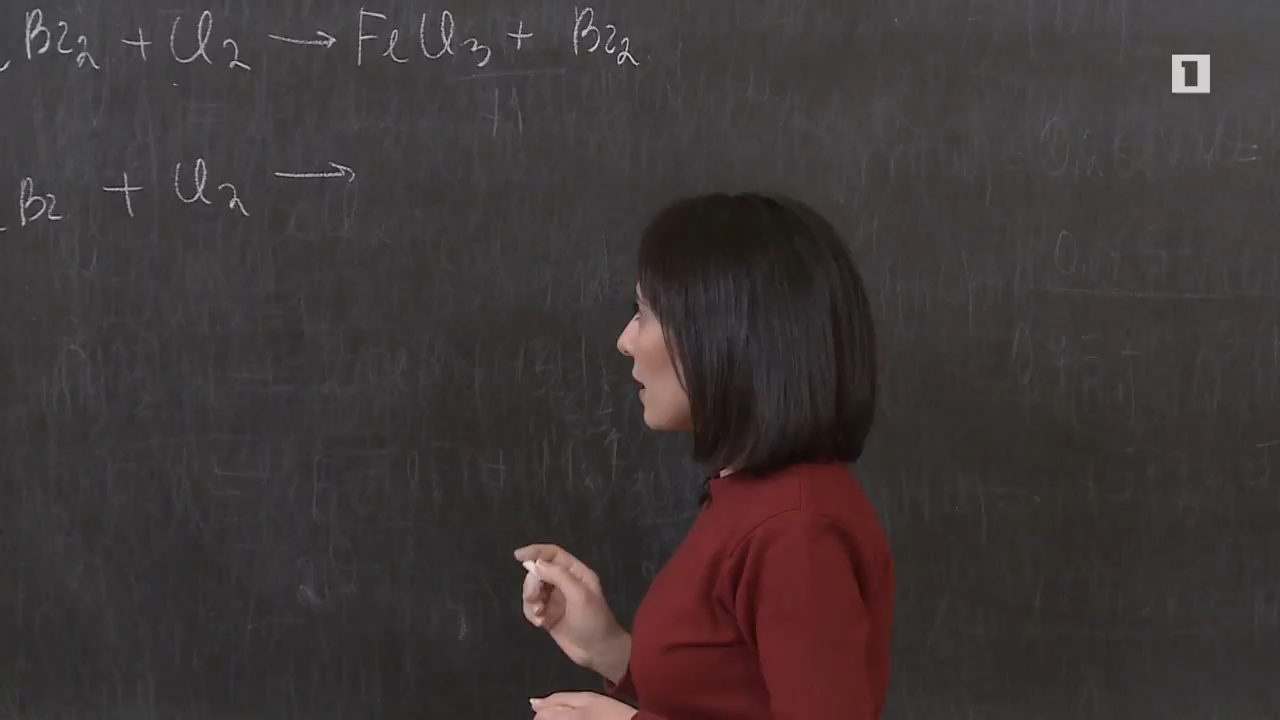 Br₂ + Cl₂ → FeCl₃ + Br₂
1
Br + Cl₂ →